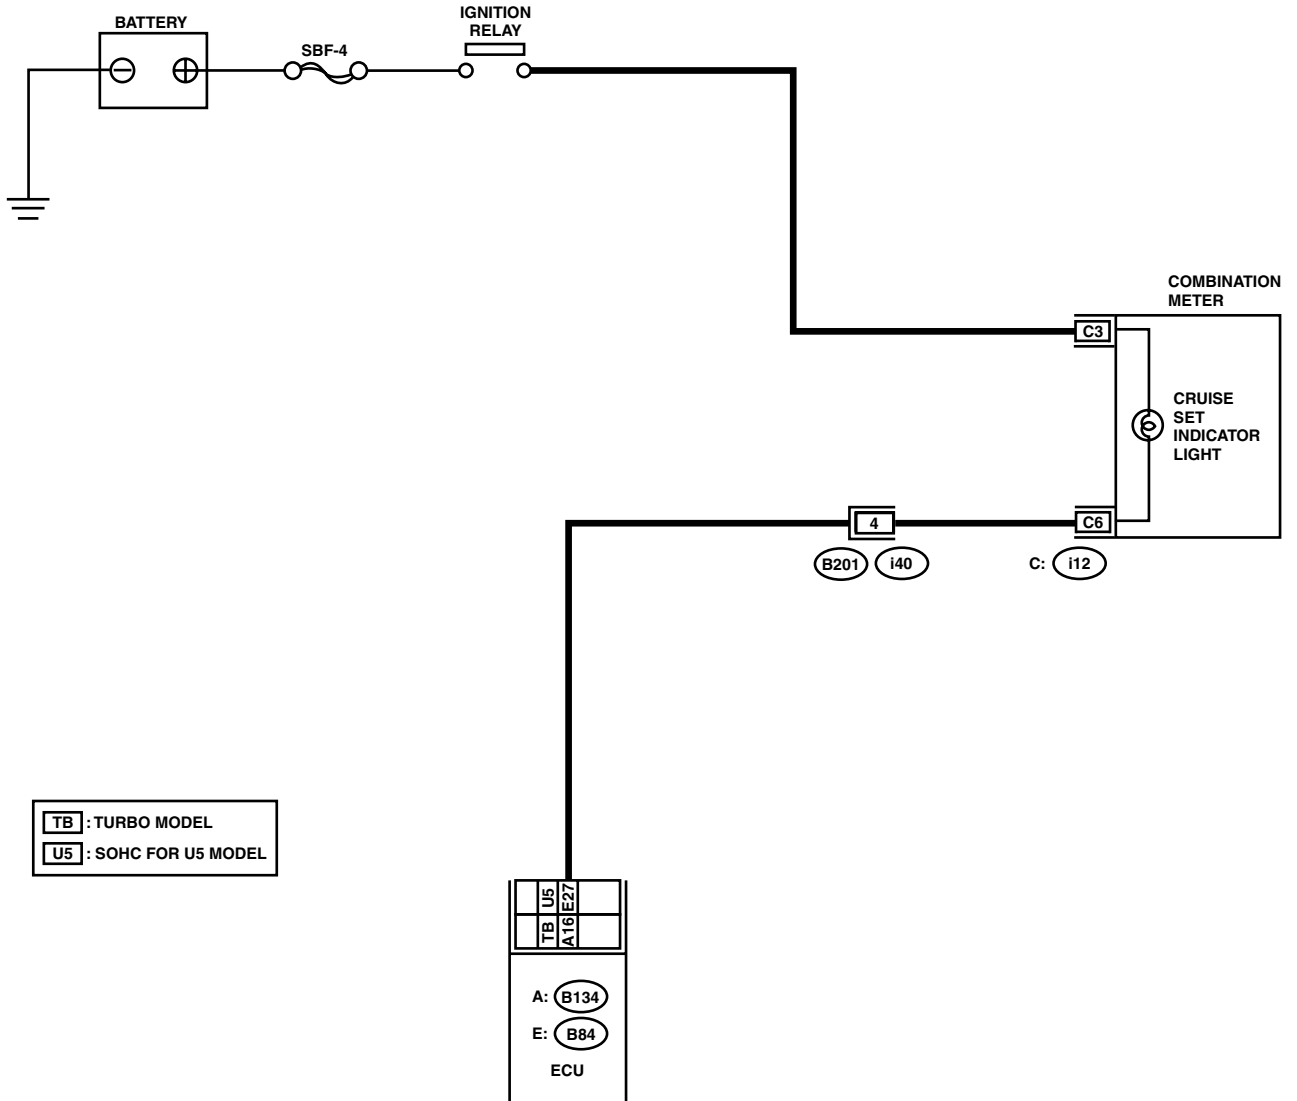 IGNITION
RELAY
BATTERY
SBF-4
COMBINATION
METER
C3
CRUISE
SET
INDICATOR
LIGHT
4
C6
B201
i40
C: i12
TB : TURBO MODEL
U5 : SOHC FOR U5 MODEL
U5 E27
TB A16
A: B134
E: B84
ECU